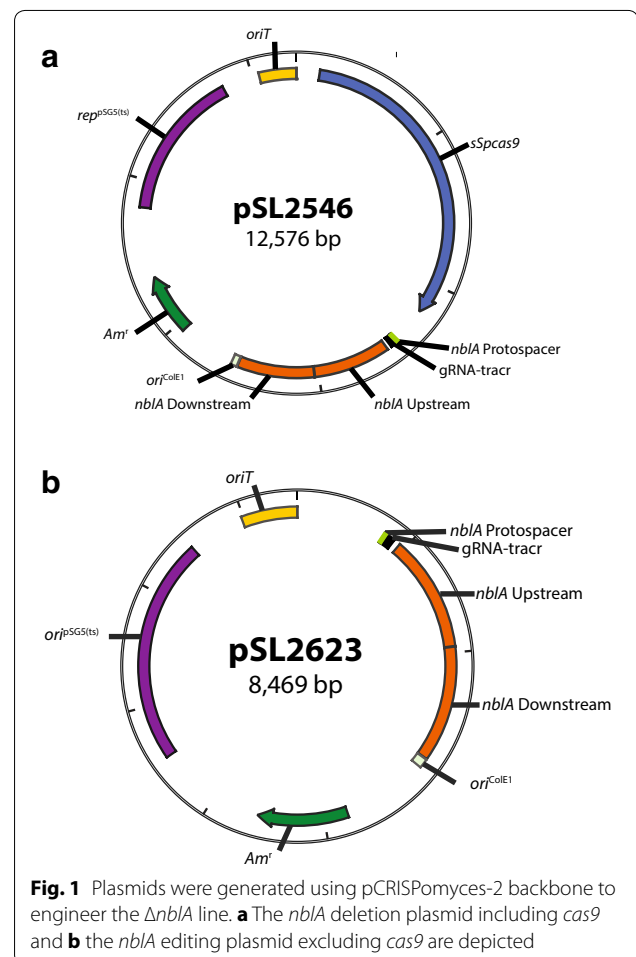 a
oriT
rep^pSG5(ts)
sSpcas9
pSL2546
12,576 bp
Am^r
nblA Protospacer
gRNA-tracr
ori^ColE1
nblA Downstream
nblA Upstream
b
oriT
nblA Protospacer
gRNA-tracr
nblA Upstream
ori^pSG5(ts)
pSL2623
8,469 bp
nblA Downstream
ori^ColE1
Am^r
Fig. 1 Plasmids were generated using pCRISPomyces-2 backbone to
engineer the ΔnblA line. a The nblA deletion plasmid including cas9
and b the nblA editing plasmid excluding cas9 are depicted